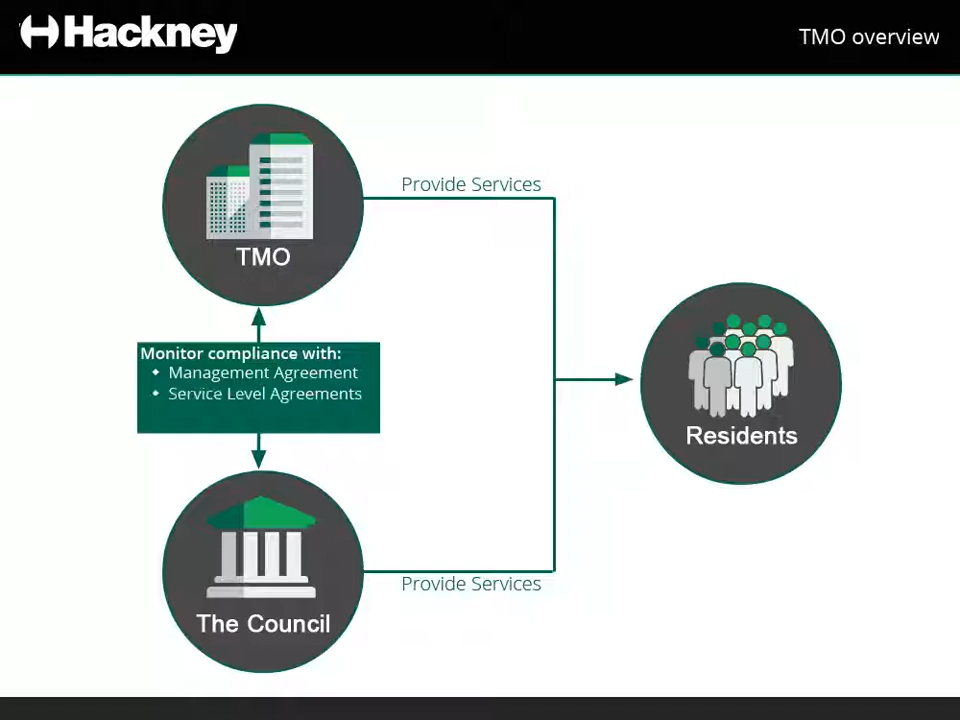 Hackney
TMO overview
Provide Services
TMO
Monitor compliance with:
Management Agreement
Service Level Agreements
Residents
Provide Services
The Council